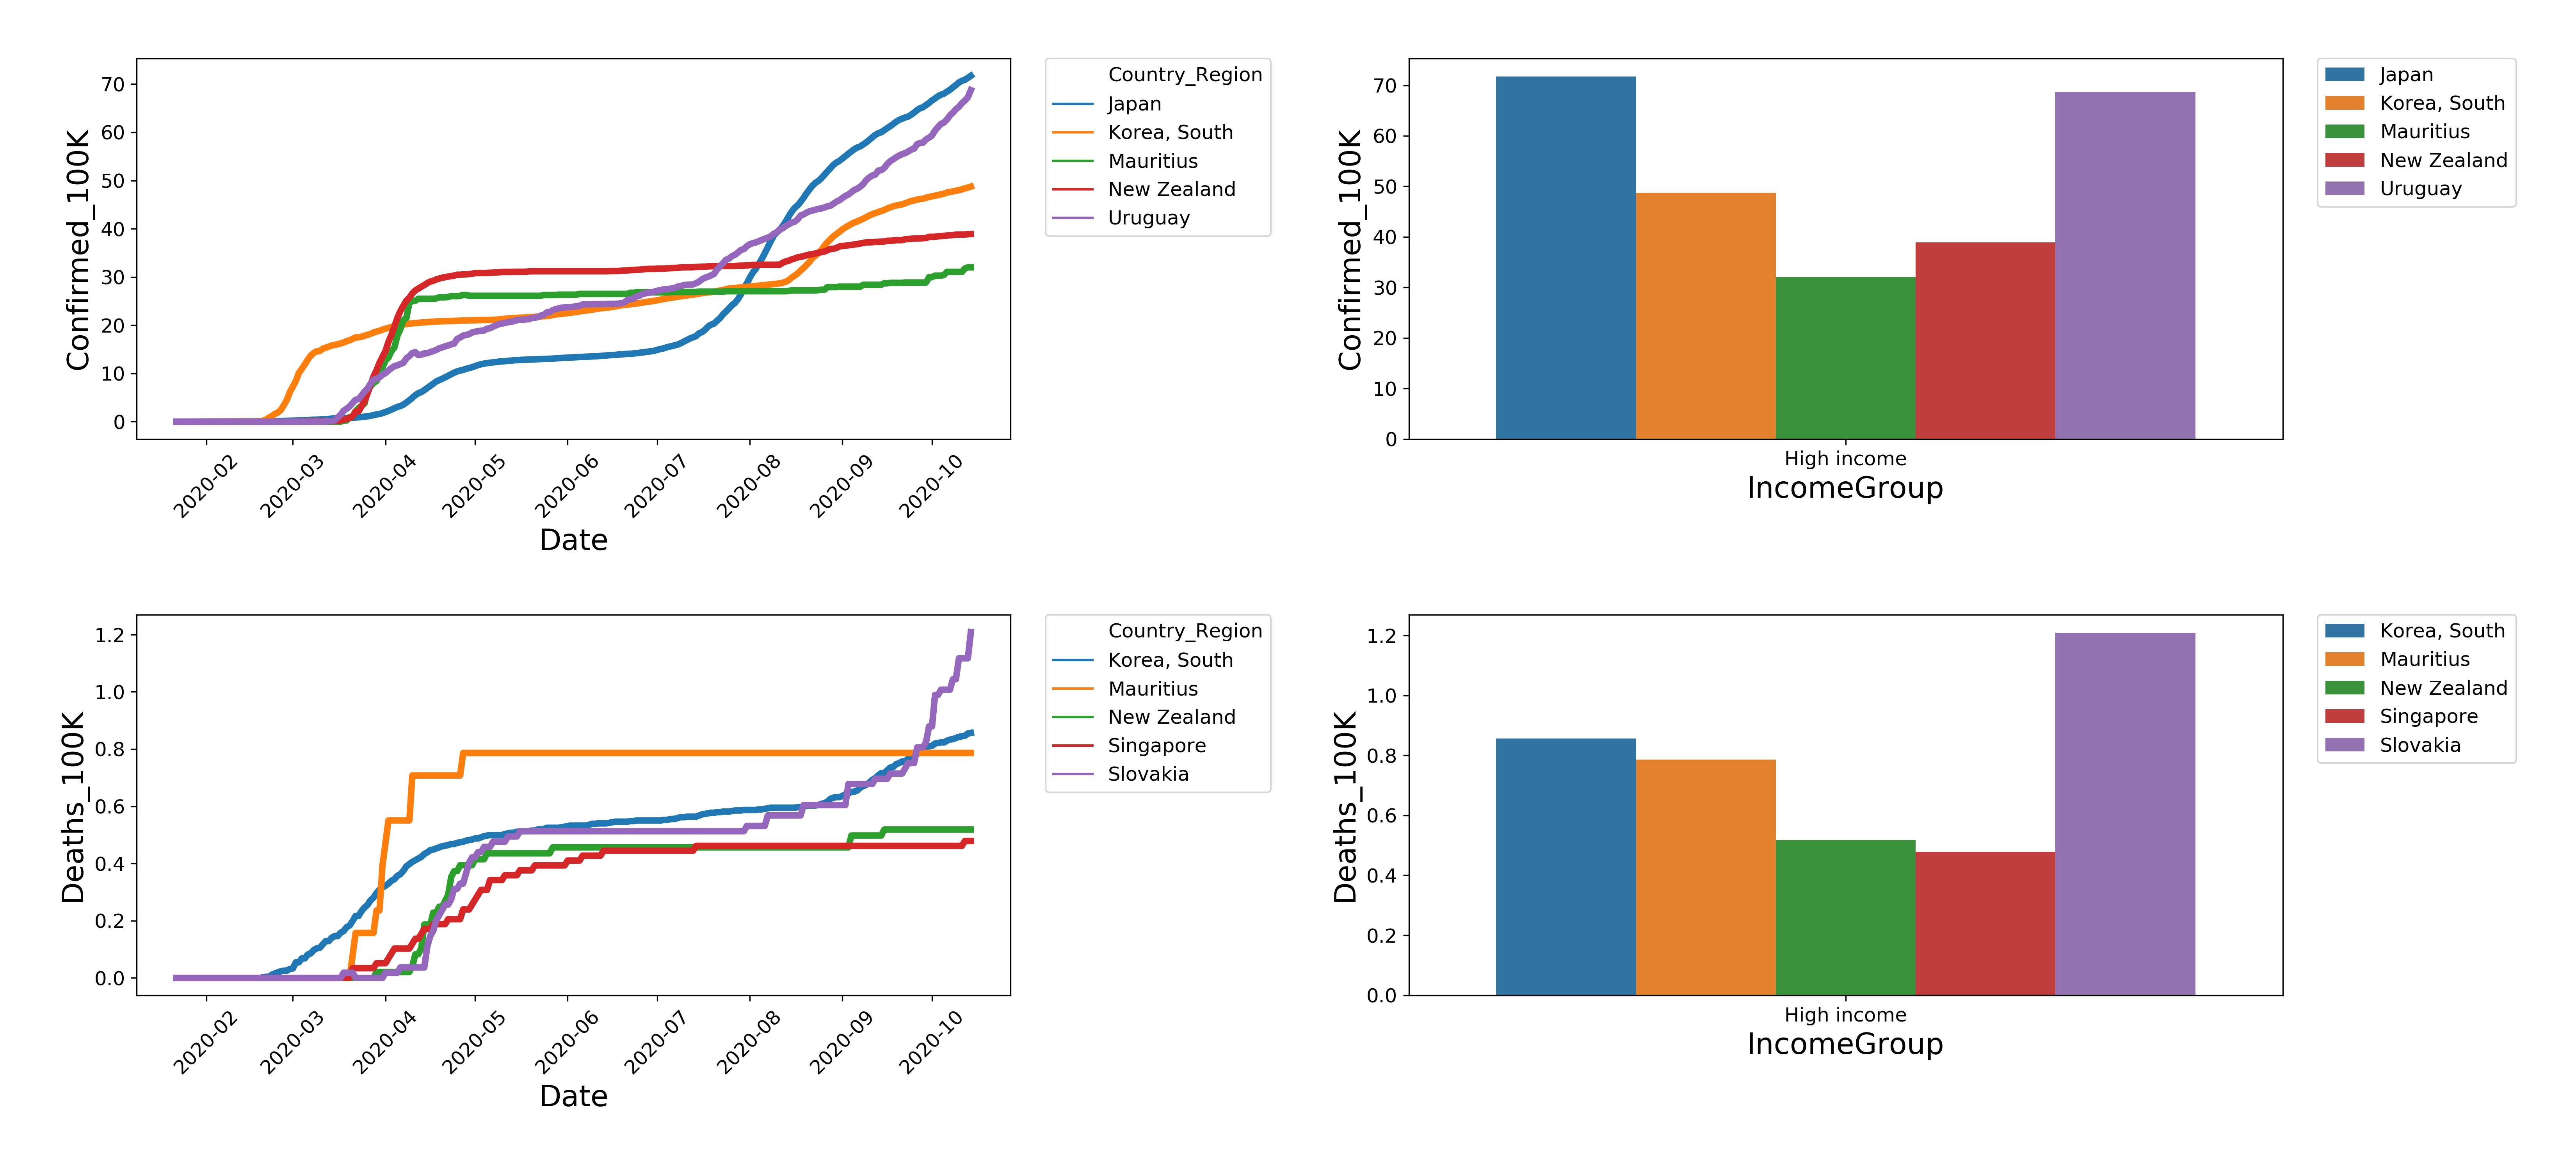 Confirmed_100K
70
60
50
40
30
20
10
0
2020-02
2020-03
2020-04
2020-05
2020-06
2020-07
2020-08
2020-09
2020-10
Date
Country_Region
Japan
Korea, South
Mauritius
New Zealand
Uruguay
Confirmed_100K
70
60
50
40
30
20
10
0
High income
IncomeGroup
Japan
Korea, South
Mauritius
New Zealand
Uruguay
Deaths_100K
1.2
1.0
0.8
0.6
0.4
0.2
0.0
2020-02
2020-03
2020-04
2020-05
2020-06
2020-07
2020-08
2020-09
2020-10
Date
Country_Region
Korea, South
Mauritius
New Zealand
Singapore
Slovakia
Deaths_100K
1.2
1.0
0.8
0.6
0.4
0.2
0.0
High income
IncomeGroup
Korea, South
Mauritius
New Zealand
Singapore
Slovakia